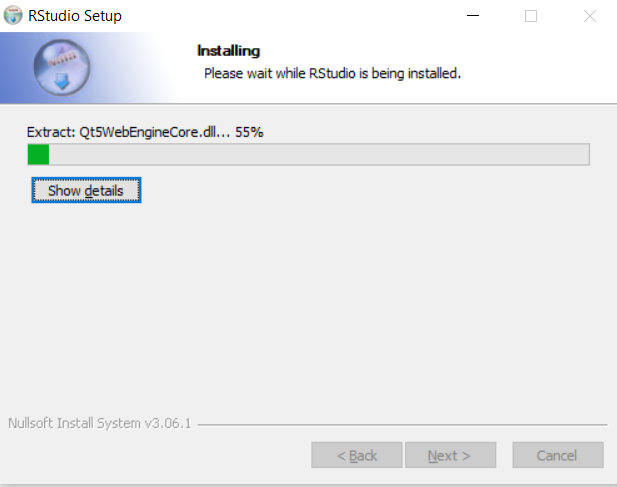 RStudio Setup
Installing
Please wait while RStudio is being installed.
Extract: Qt5WebEngineCore.dll... 55%
Show details
Nullsoft Install System v3.06.1
< Back
Next >
Cancel